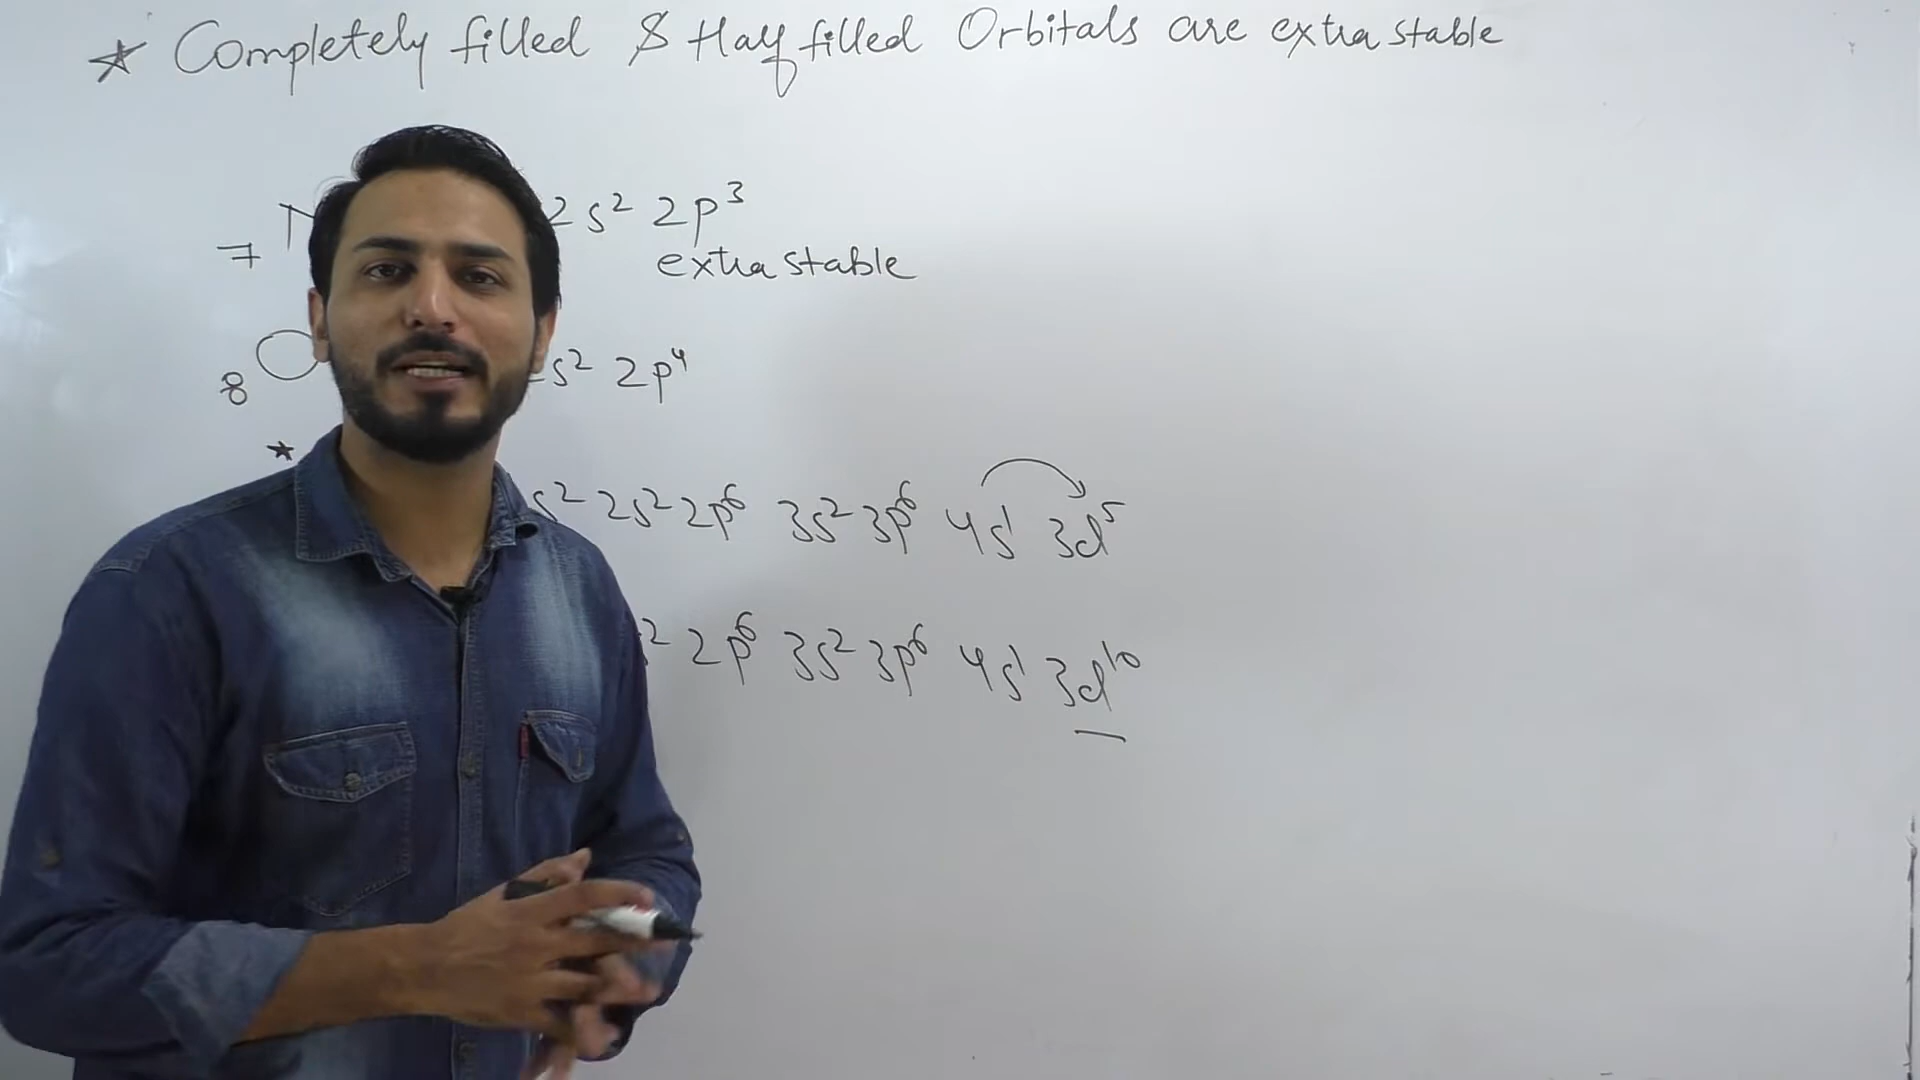 * Completely filled & Half filled Orbitals are extra stable
7 N 2s² 2p³
extra stable
8 O s² 2p⁴
*
s² 2s² 2p⁶ 3s² 3p⁶ 4s¹ 3d⁵
² 2p⁶ 3s² 3p⁶ 4s¹ 3d¹⁰